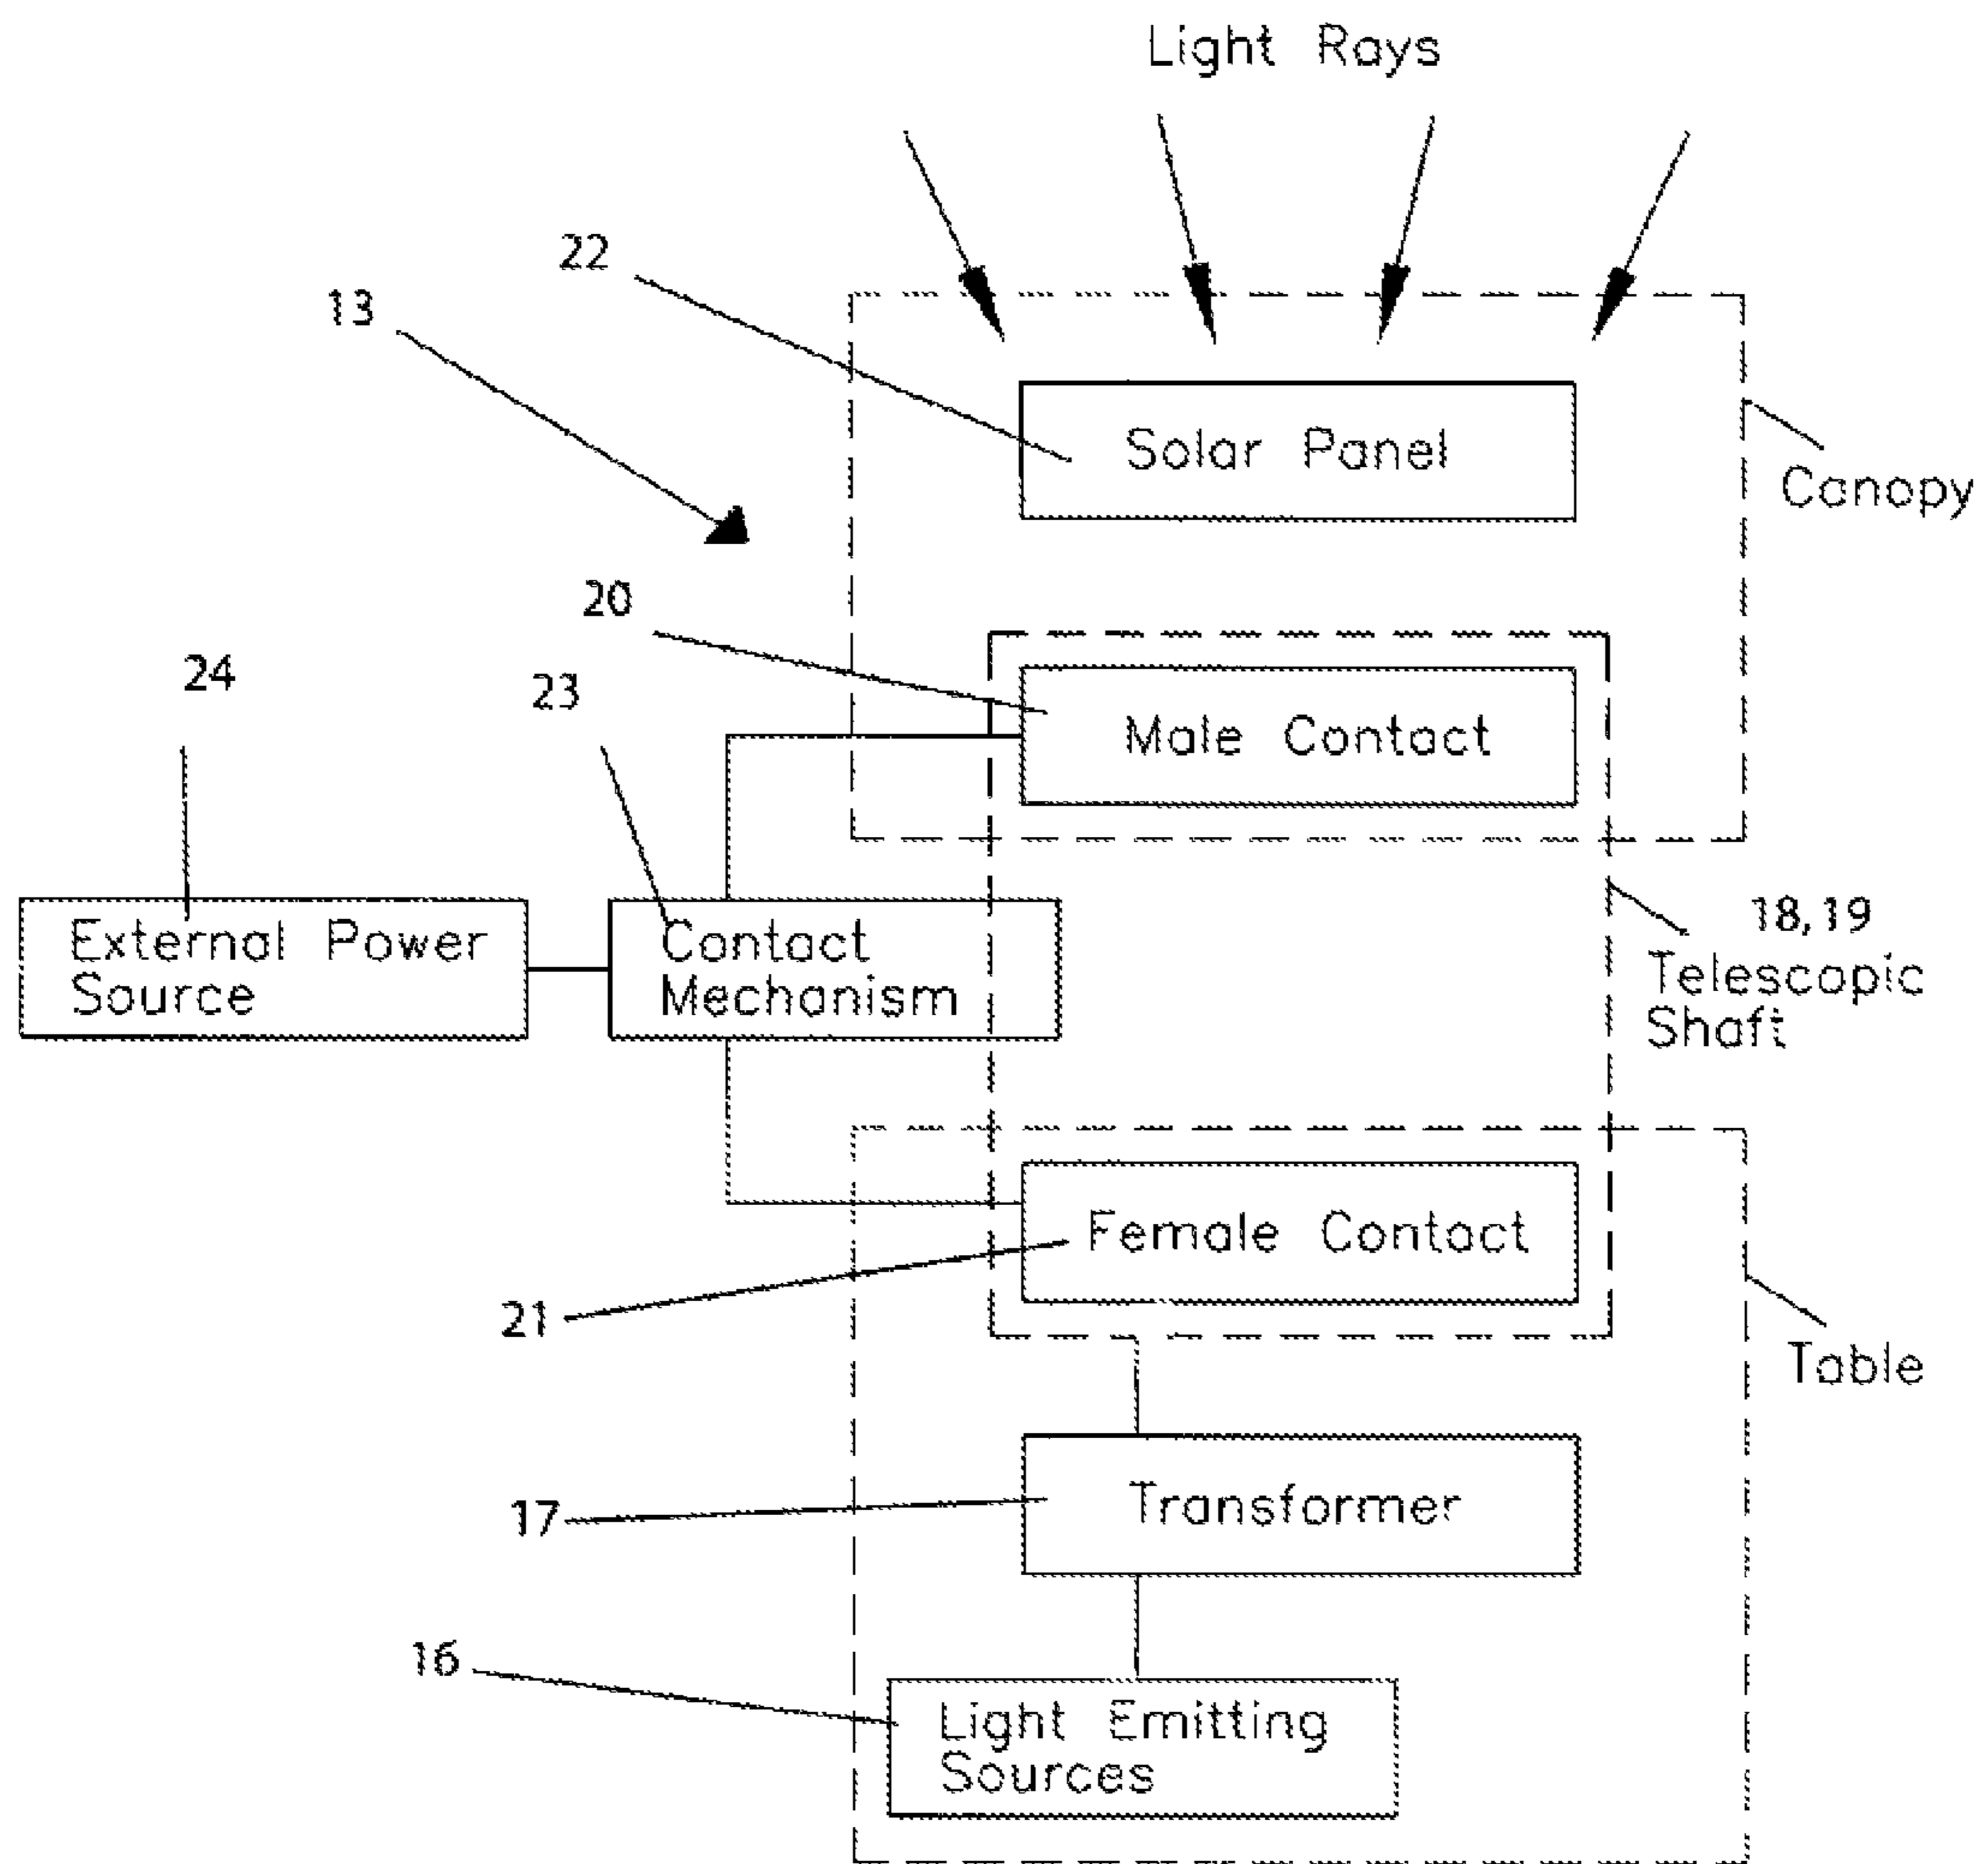 Light Rays
22
13
Solar Panel
Canopy
20
24
23
Male Contact
18,19
External Power
Source
Contact
Mechanism
Telescopic
Shaft
Female Contact
21
Table
17
Transformer
16
Light Emitting
Sources